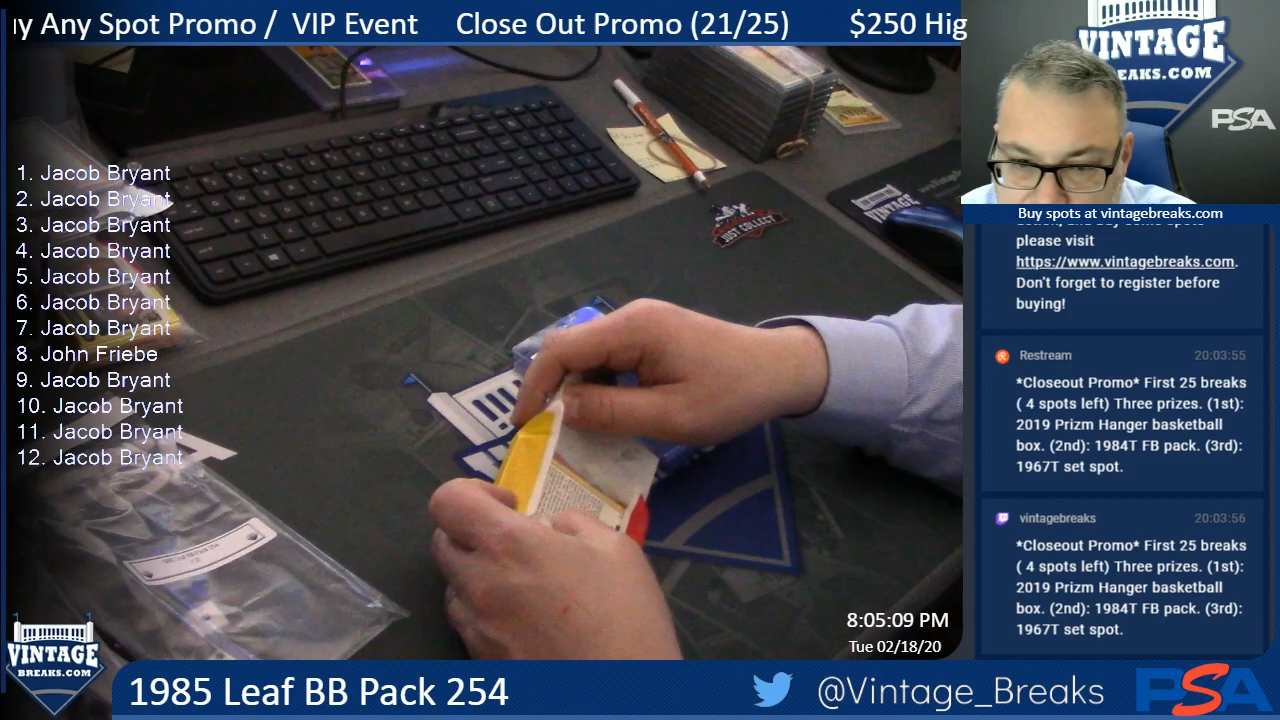 y Any Spot Promo / VIP Event Close Out Promo (21/25) $250 Hig
VINTAGE
BREAKS.COM
PSA
Buy spots at vintagebreaks.com
please visit
https://www.vintagebreaks.com.
Don't forget to register before
buying!
Restream 20:03:55
*Closeout Promo* First 25 breaks
( 4 spots left) Three prizes. (1st):
2019 Prizm Hanger basketball
box. (2nd): 1984T FB pack. (3rd):
1967T set spot.
vintagebreaks 20:03:56
*Closeout Promo* First 25 breaks
( 4 spots left) Three prizes. (1st):
2019 Prizm Hanger basketball
box. (2nd): 1984T FB pack. (3rd):
1967T set spot.
1. Jacob Bryant
2. Jacob Bryant
3. Jacob Bryant
4. Jacob Bryant
5. Jacob Bryant
6. Jacob Bryant
7. Jacob Bryant
8. John Friebe
9. Jacob Bryant
10. Jacob Bryant
11. Jacob Bryant
12. Jacob Bryant
VINTAGE
JUST COLLECT
8:05:09 PM
Tue 02/18/20
VINTAGE
BREAKS.COM
1985 Leaf BB Pack 254
@Vintage_Breaks
PSA